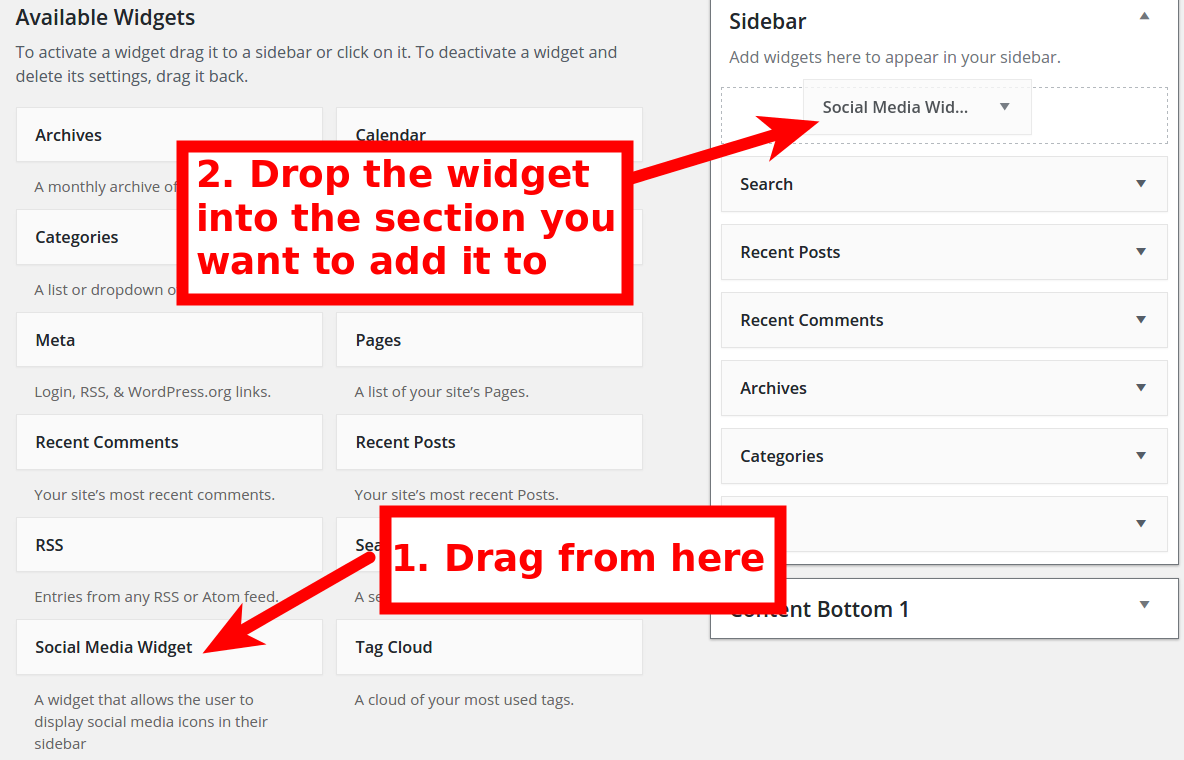 Available Widgets
To activate a widget drag it to a sidebar or click on it. To deactivate a widget and
delete its settings, drag it back.
Archives
Calendar
A monthly archive of
Categories
A list or dropdown o
2. Drop the widget
into the section you
want to add it to
Meta
Pages
Login, RSS, & WordPress.org links.
A list of your site’s Pages.
Recent Comments
Recent Posts
Your site’s most recent comments.
Your site’s most recent Posts.
RSS
Sea
1. Drag from here
Entries from any RSS or Atom feed.
A se
Social Media Widget
Tag Cloud
A widget that allows the user to
display social media icons in their
sidebar
A cloud of your most used tags.
Sidebar
Add widgets here to appear in your sidebar.
Social Media Wid...
Search
Recent Posts
Recent Comments
Archives
Categories
Content Bottom 1